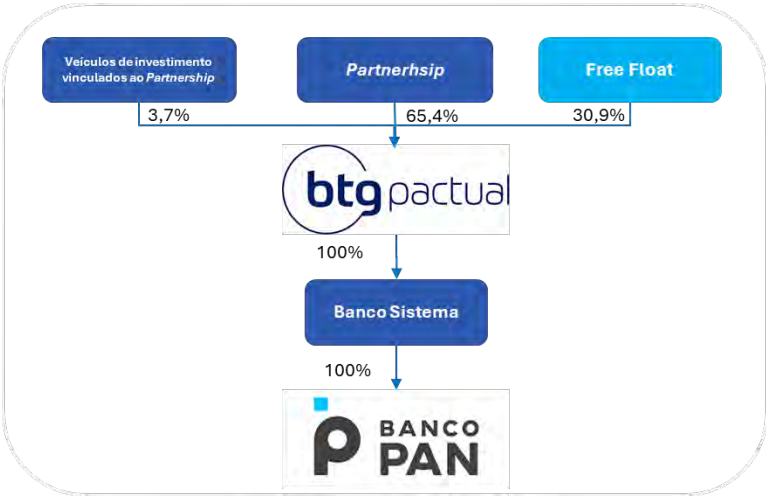 Veículos de investimento
vinculados ao Partnership
Partnerhsip
Free Float
3,7%
65,4%
30,9%
btg pactual
100%
Banco Sistema
100%
BANCO
PAN